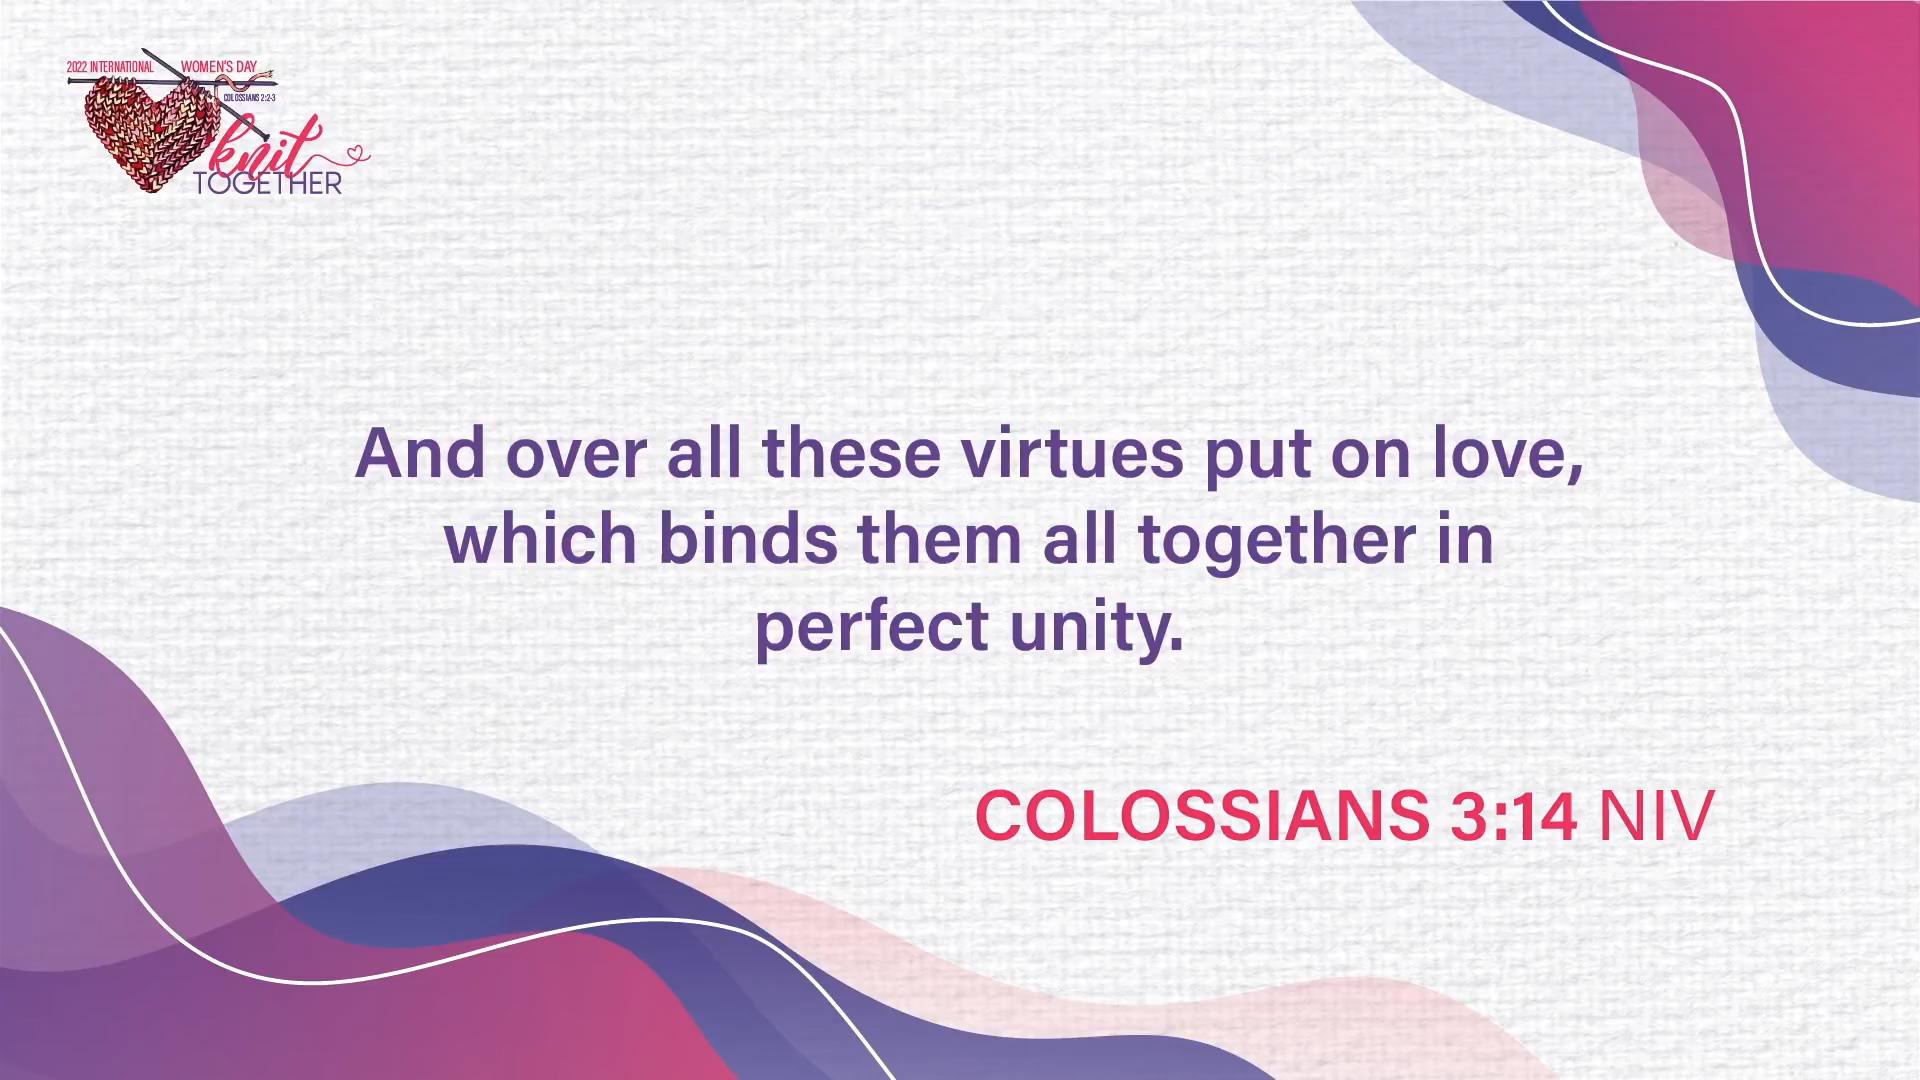 2022 INTERNATIONAL WOMEN'S DAY
COLOSSIANS 2:2-3
knit
TOGETHER
And over all these virtues put on love,
which binds them all together in
perfect unity.
COLOSSIANS 3:14 NIV